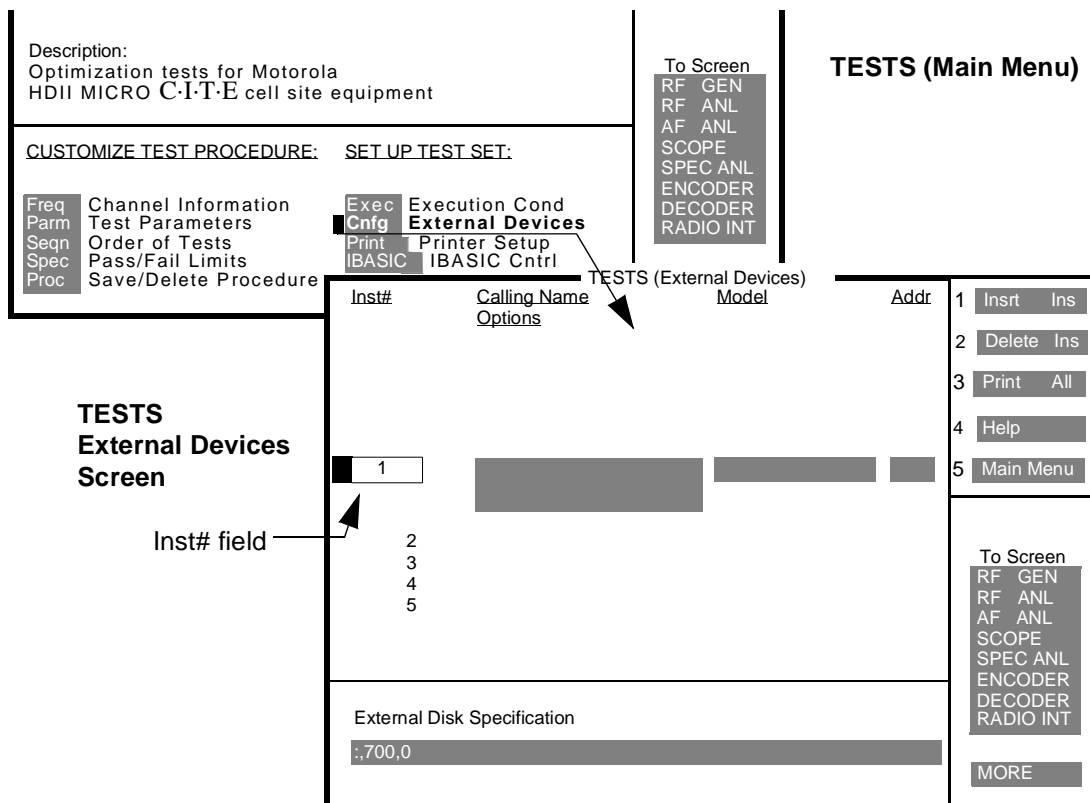 Description:
Optimization tests for Motorola
HDII MICRO C·I·T·E cell site equipment
CUSTOMIZE TEST PROCEDURE:
Freq Channel Information
Parm Test Parameters
Seqn Order of Tests
Spec Pass/Fail Limits
Proc Save/Delete Procedure
SET UP TEST SET:
Exec Execution Cond
Cnfg External Devices
Print Printer Setup
IBASIC IBASIC Cntrl
To Screen
RF GEN
RF ANL
AF ANL
SCOPE
SPEC ANL
ENCODER
DECODER
RADIO INT
TESTS (Main Menu)
TESTS (External Devices)
Inst# Calling Name Model Addr
Options
1
2
3
4
5
TESTS
External Devices
Screen
Inst# field
1 Insrt Ins
2 Delete Ins
3 Print All
4 Help
5 Main Menu
To Screen
RF GEN
RF ANL
AF ANL
SCOPE
SPEC ANL
ENCODER
DECODER
RADIO INT
MORE
External Disk Specification
:,700,0